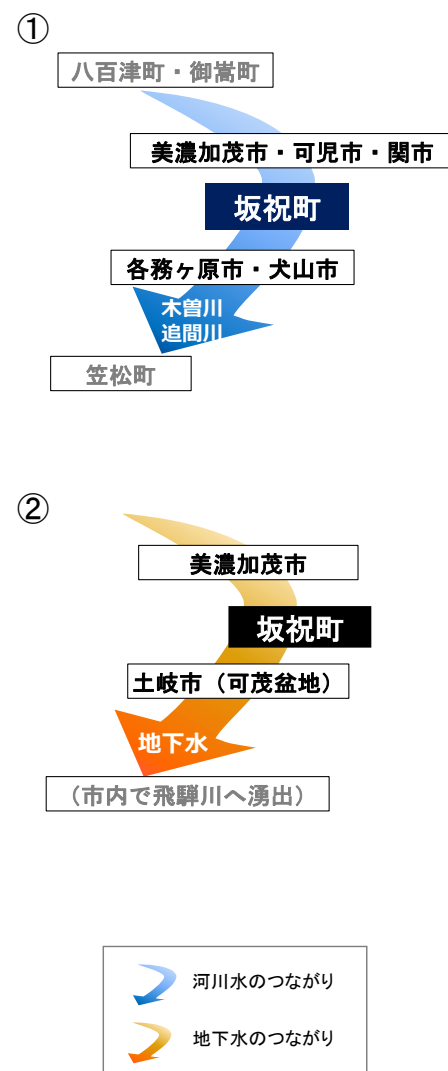 ①
八百津町・御嵩町
美濃加茂市・可児市・関市
坂祝町
各務ヶ原市・犬山市
木曽川
追間川
笠松町
②
美濃加茂市
坂祝町
土岐市（可茂盆地）
地下水
（市内で飛騨川へ湧出）
河川水のつながり
地下水のつながり